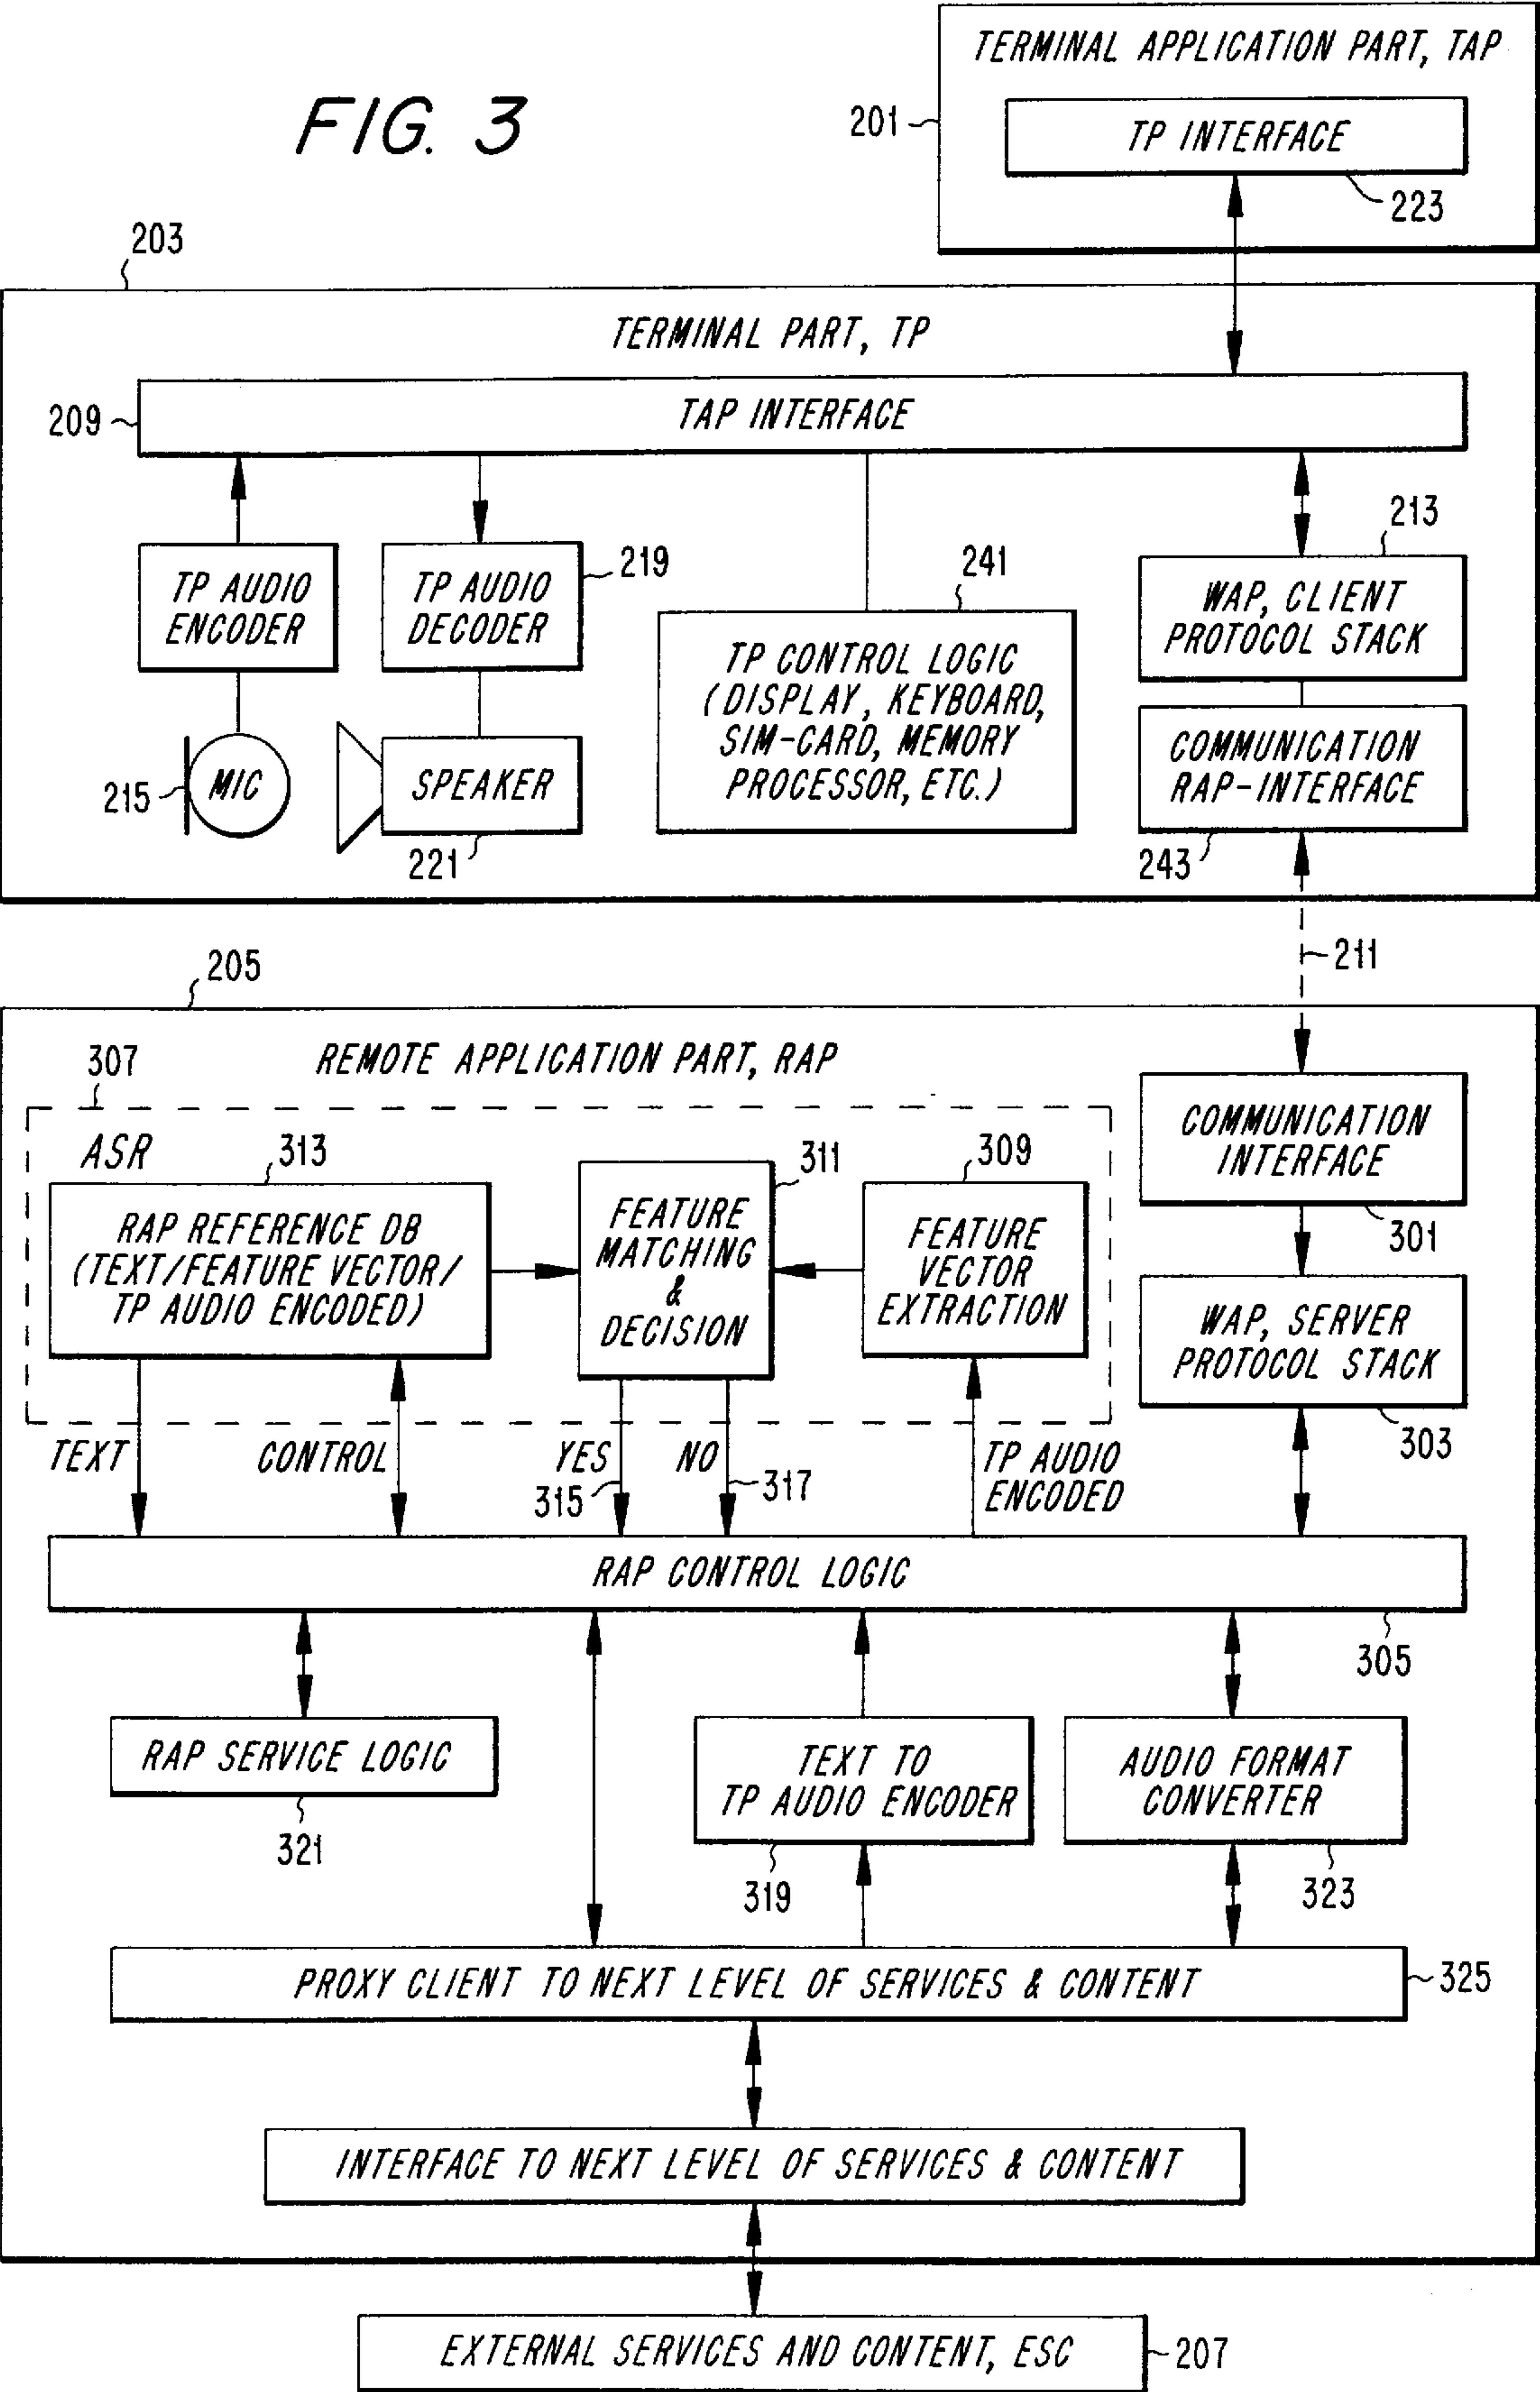 FIG. 3
TERMINAL APPLICATION PART, TAP
201
TP INTERFACE
223
203
TERMINAL PART, TP
209
TAP INTERFACE
213
TP AUDIO
ENCODER
TP AUDIO
DECODER
219
241
WAP, CLIENT
PROTOCOL STACK
TP CONTROL LOGIC
(DISPLAY, KEYBOARD,
SIM-CARD, MEMORY
PROCESSOR, ETC.)
215
MIC
SPEAKER
221
COMMUNICATION
RAP-INTERFACE
243
211
205
REMOTE APPLICATION PART, RAP
307
ASR
313
311
309
COMMUNICATION
INTERFACE
301
RAP REFERENCE DB
(TEXT/FEATURE VECTOR/
TP AUDIO ENCODED)
FEATURE
MATCHING
&
DECISION
FEATURE
VECTOR
EXTRACTION
WAP, SERVER
PROTOCOL STACK
303
TEXT
CONTROL
YES
315
NO
317
TP AUDIO
ENCODED
RAP CONTROL LOGIC
305
RAP SERVICE LOGIC
321
TEXT TO
TP AUDIO ENCODER
319
AUDIO FORMAT
CONVERTER
323
PROXY CLIENT TO NEXT LEVEL OF SERVICES & CONTENT
325
INTERFACE TO NEXT LEVEL OF SERVICES & CONTENT
EXTERNAL SERVICES AND CONTENT, ESC
207